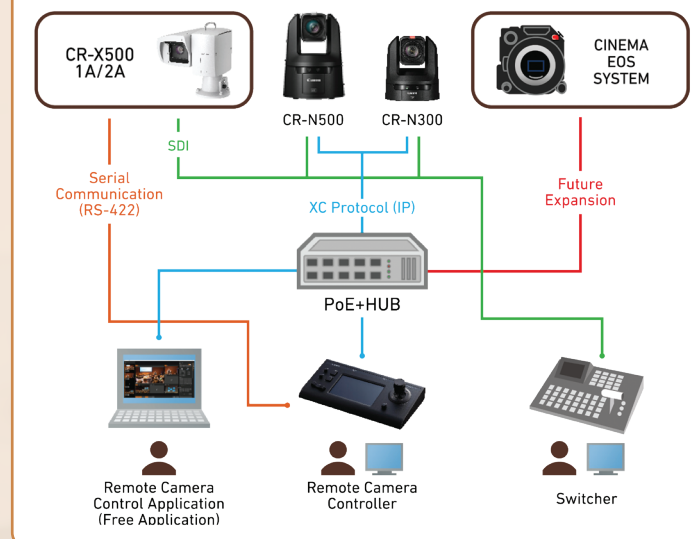 CR-X500
1A/2A
CINEMA
EOS
SYSTEM
CR-N500
CR-N300
SDI
Serial
Communication
(RS-422)
XC Protocol (IP)
Future
Expansion
PoE+HUB
Remote Camera
Control Application
(Free Application)
Remote Camera
Controller
Switcher